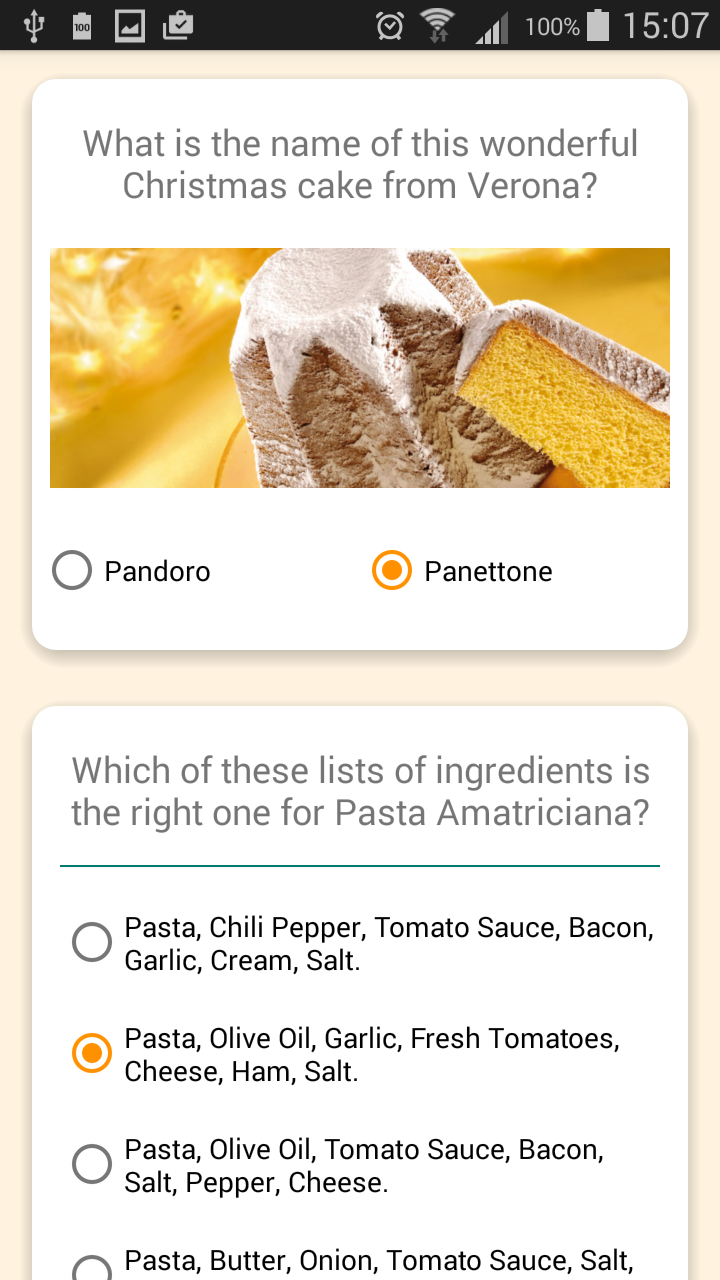 100
100% 15:07
What is the name of this wonderful
Christmas cake from Verona?
Pandoro Panettone
Which of these lists of ingredients is
the right one for Pasta Amatriciana?
Pasta, Chili Pepper, Tomato Sauce, Bacon,
Garlic, Cream, Salt.
Pasta, Olive Oil, Garlic, Fresh Tomatoes,
Cheese, Ham, Salt.
Pasta, Olive Oil, Tomato Sauce, Bacon,
Salt, Pepper, Cheese.
Pasta, Butter, Onion, Tomato Sauce, Salt,